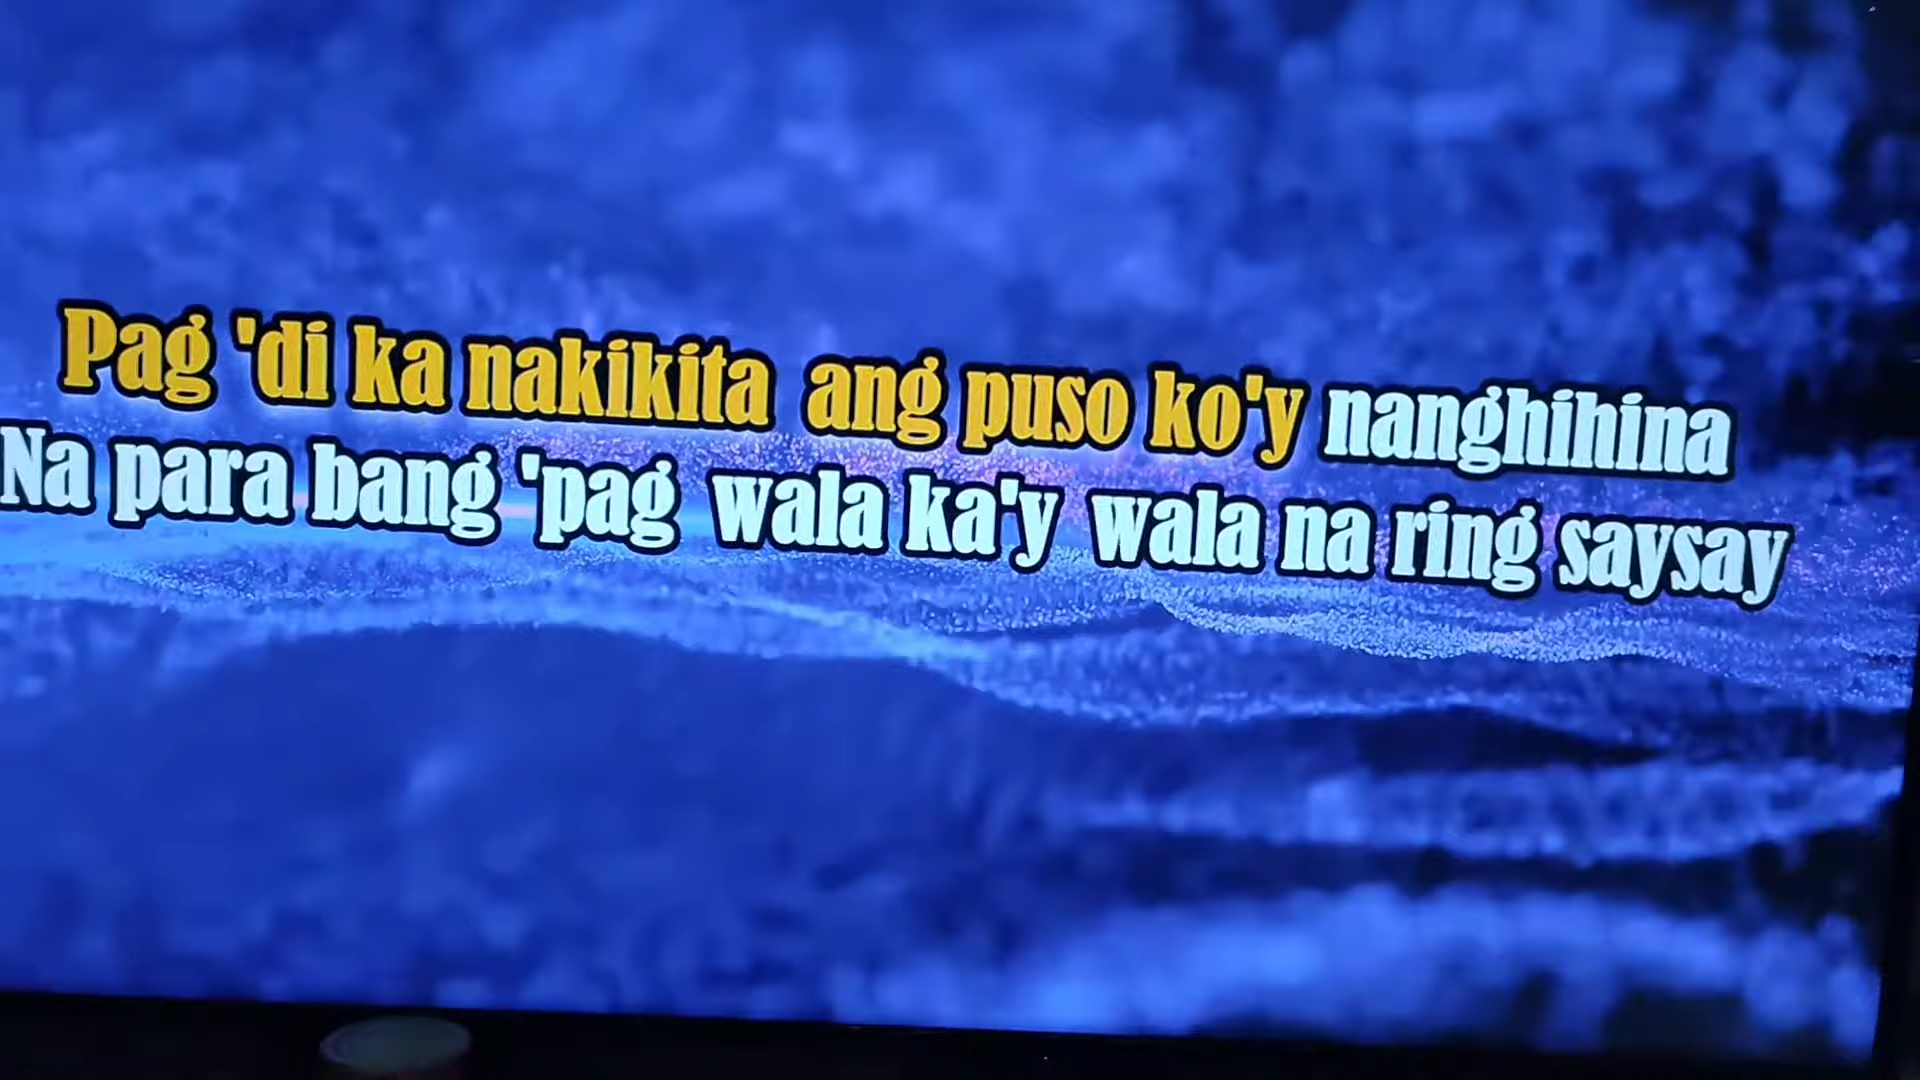 Pag 'di ka nakikita ang puso ko'y nanghihina
Na para bang 'pag wala ka'y wala na ring saysay